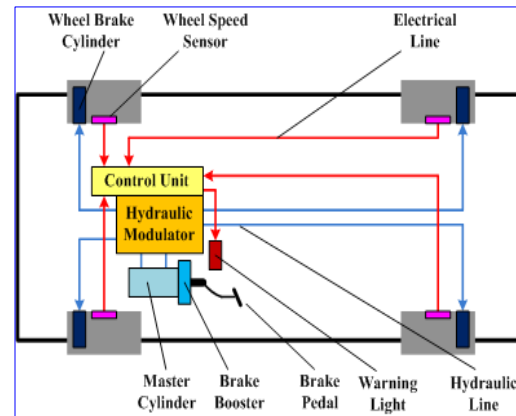 Wheel Brake
Cylinder
Wheel Speed
Sensor
Electrical
Line
Control Unit
Hydraulic
Modulator
Master
Cylinder
Brake
Booster
Brake
Pedal
Warning
Light
Hydraulic
Line